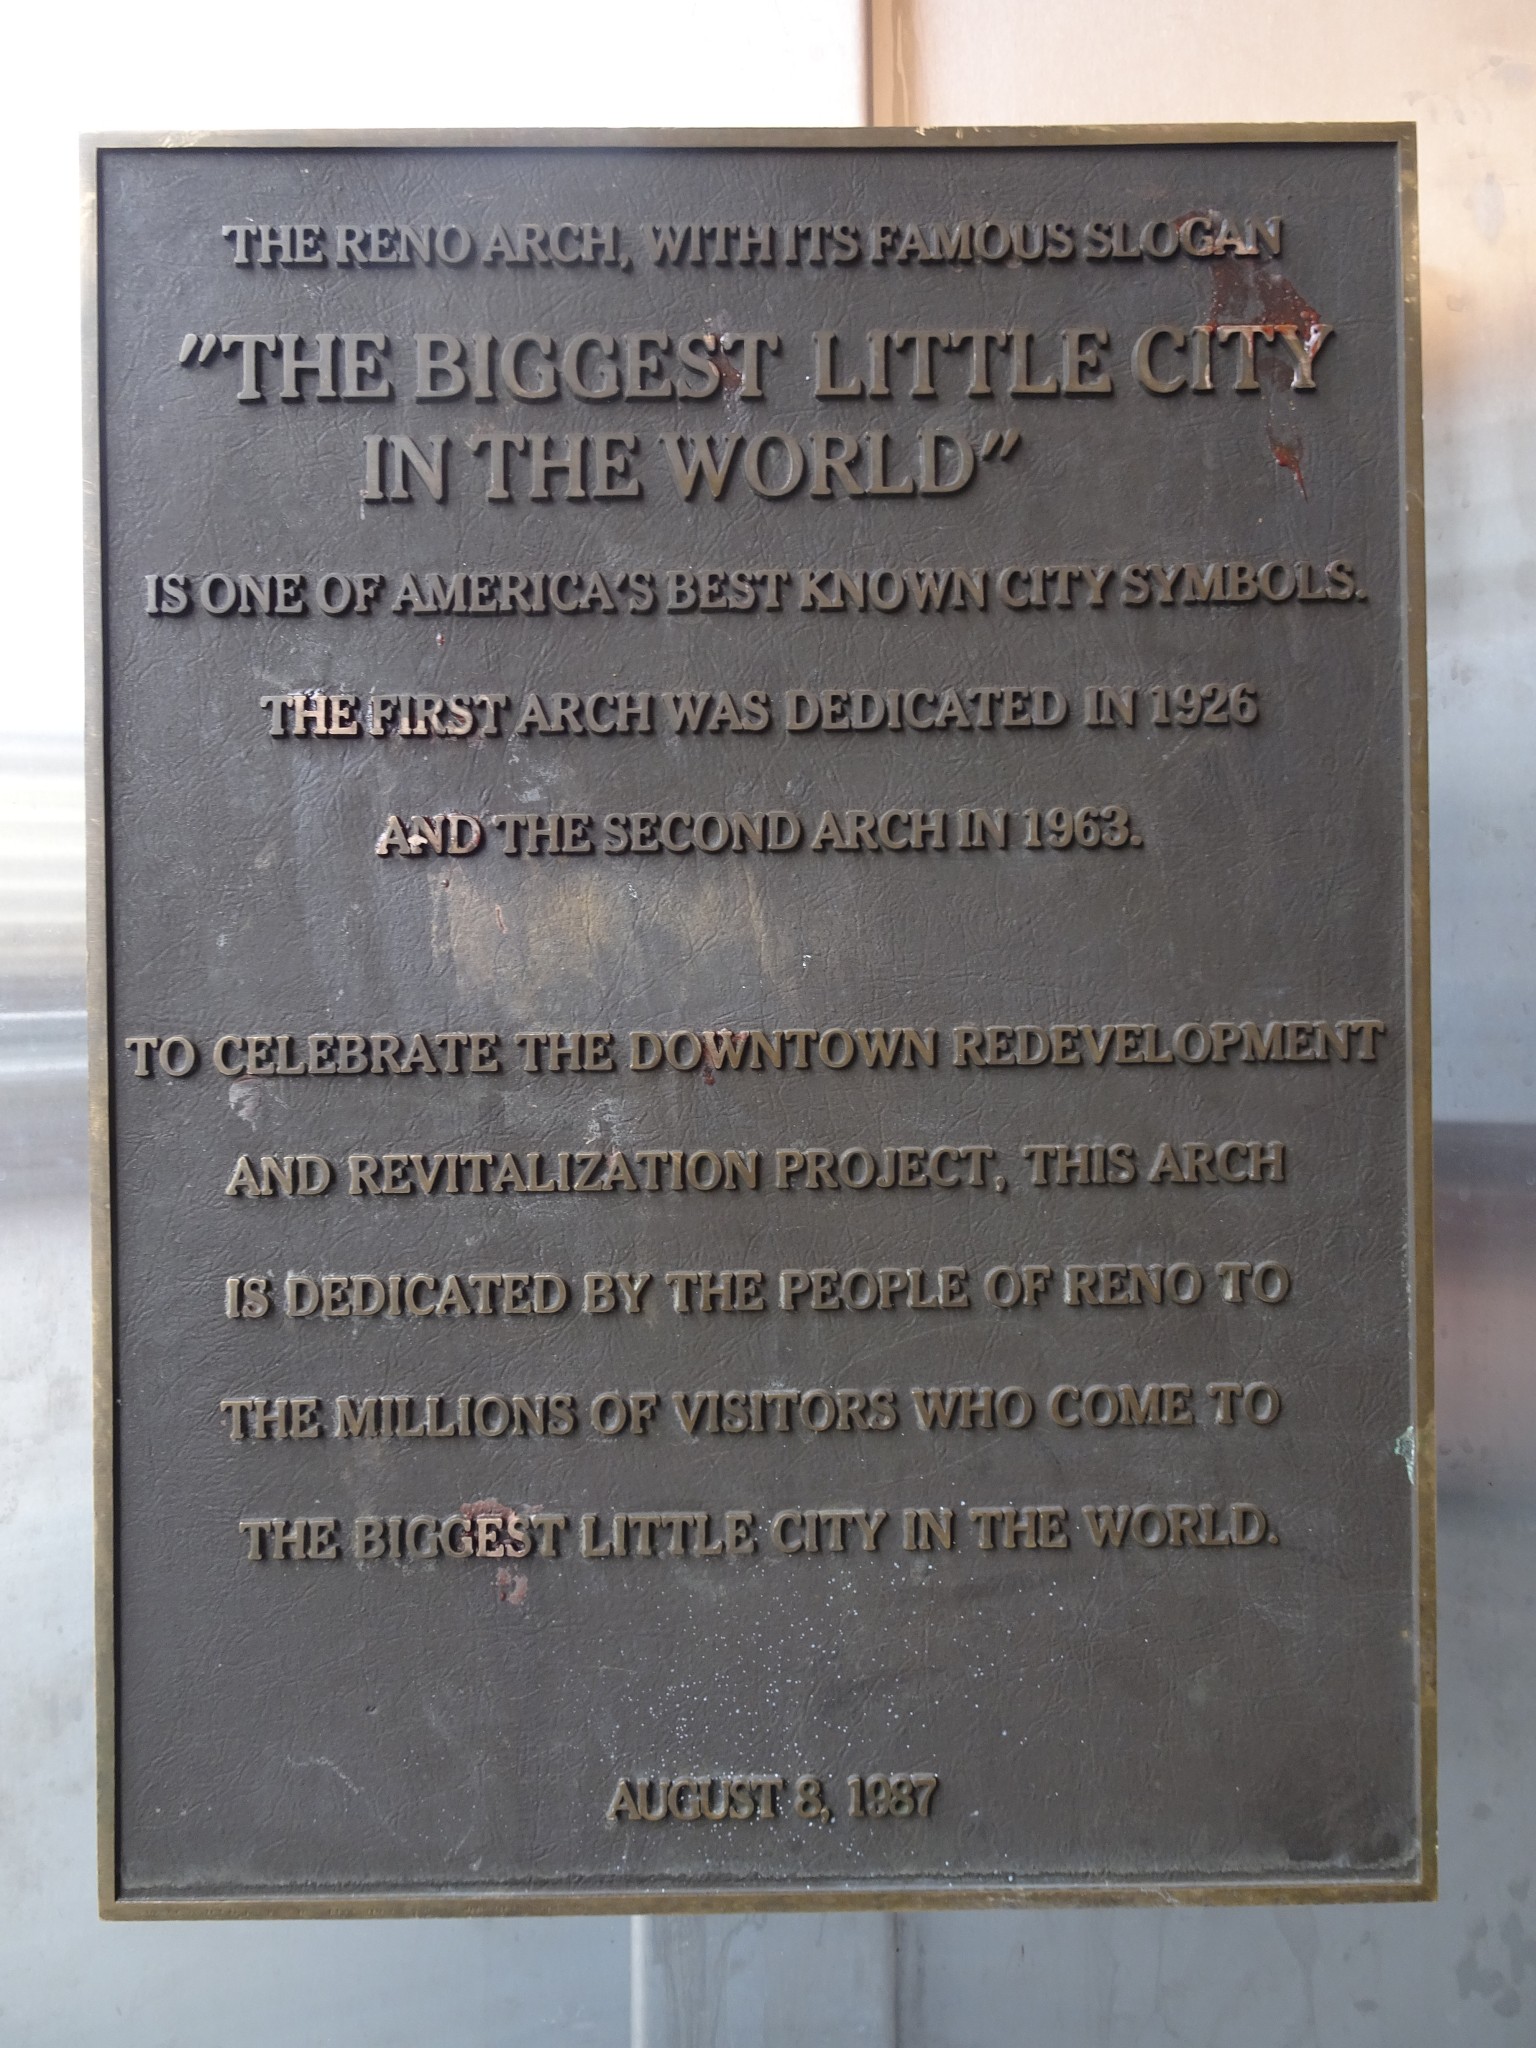 THE RENO ARCH, WITH ITS FAMOUS SLOGAN
"THE BIGGEST LITTLE CITY
IN THE WORLD"
IS ONE OF AMERICA'S BEST KNOWN CITY SYMBOLS.
THE FIRST ARCH WAS DEDICATED IN 1926
AND THE SECOND ARCH IN 1963.
TO CELEBRATE THE DOWNTOWN REDEVELOPMENT
AND REVITALIZATION PROJECT, THIS ARCH
IS DEDICATED BY THE PEOPLE OF RENO TO
THE MILLIONS OF VISITORS WHO COME TO
THE BIGGEST LITTLE CITY IN THE WORLD.
AUGUST 8, 1987